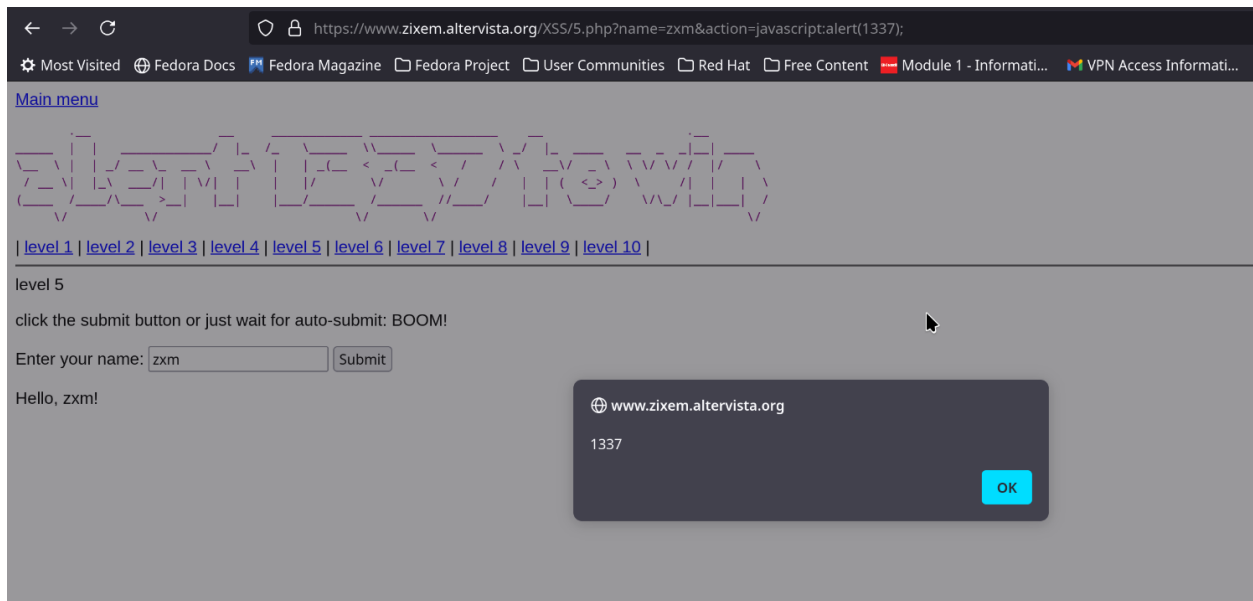 https://www.zixem.altervista.org/XSS/5.php?name=zxm&action=javascript:alert(1337);
Most Visited Fedora Docs Fedora Magazine Fedora Project User Communities Red Hat Free Content Module 1 - Informati... VPN Access Informati...
Main menu
alert 1337 to win
| level 1 | level 2 | level 3 | level 4 | level 5 | level 6 | level 7 | level 8 | level 9 | level 10 |
level 5
click the submit button or just wait for auto-submit: BOOM!
Enter your name: zxm Submit
Hello, zxm!
www.zixem.altervista.org
1337
OK